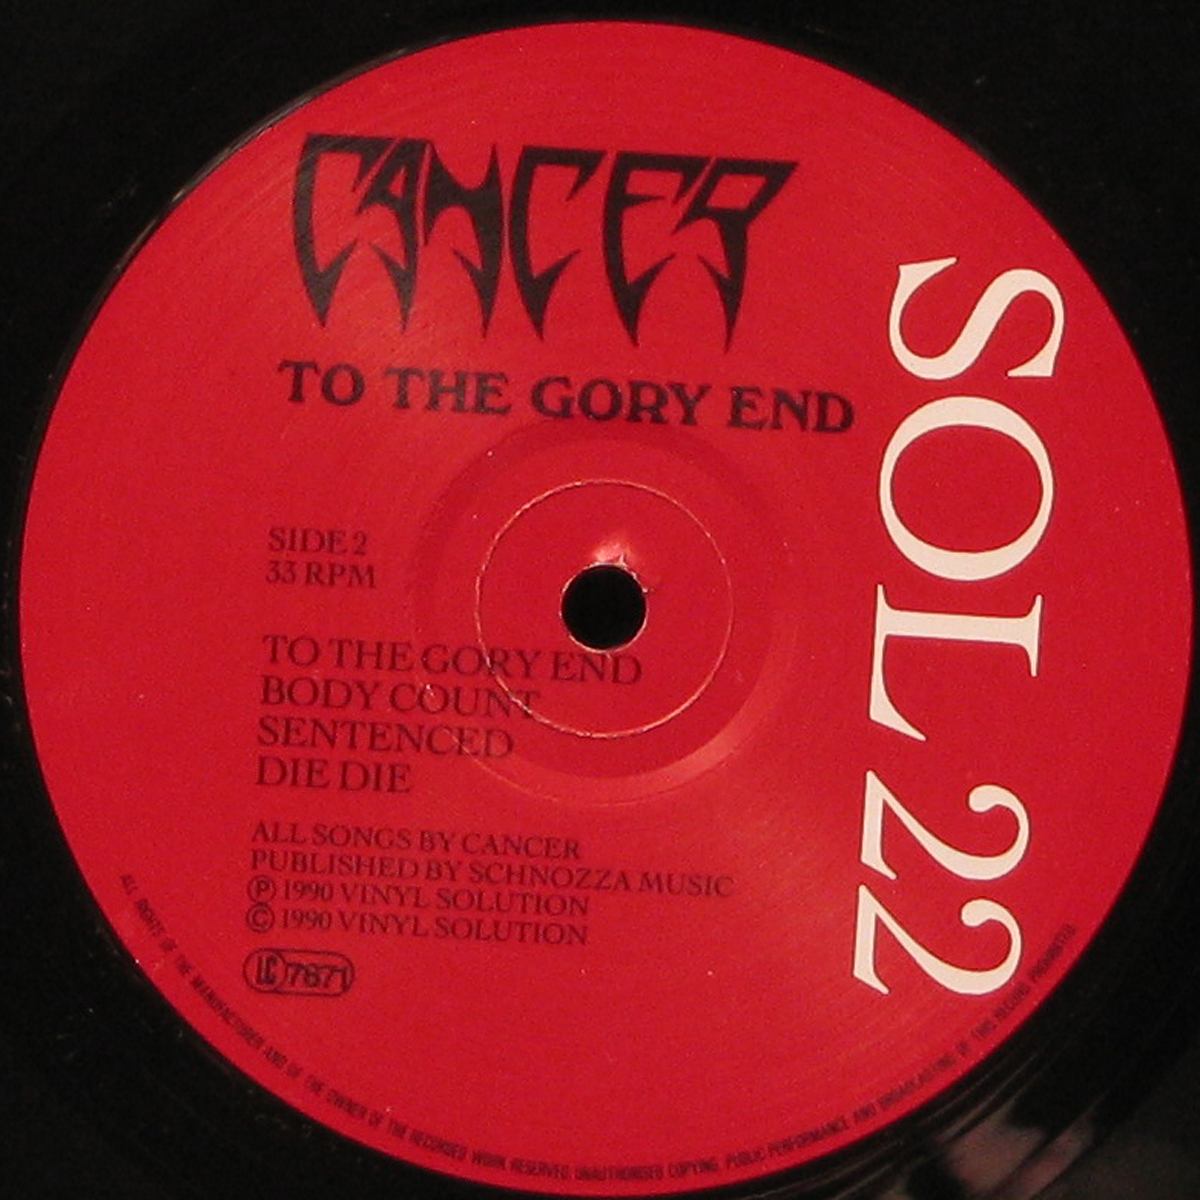 CANCER
TO THE GORY END
SOL 22
SIDE 2
33 RPM
TO THE GORY END
BODY COUNT
SENTENCED
DIE DIE
ALL SONGS BY CANCER
PUBLISHED BY SCHNOZZA MUSIC
Ⓟ 1990 VINYL SOLUTION
© 1990 VINYL SOLUTION
LC 7671
ALL RIGHTS OF THE MANUFACTURER AND OF THE OWNER OF THE RECORDED WORK RESERVED UNAUTHORISED COPYING, PUBLIC PERFORMANCE AND BROADCASTING OF THIS RECORD PROHIBITED